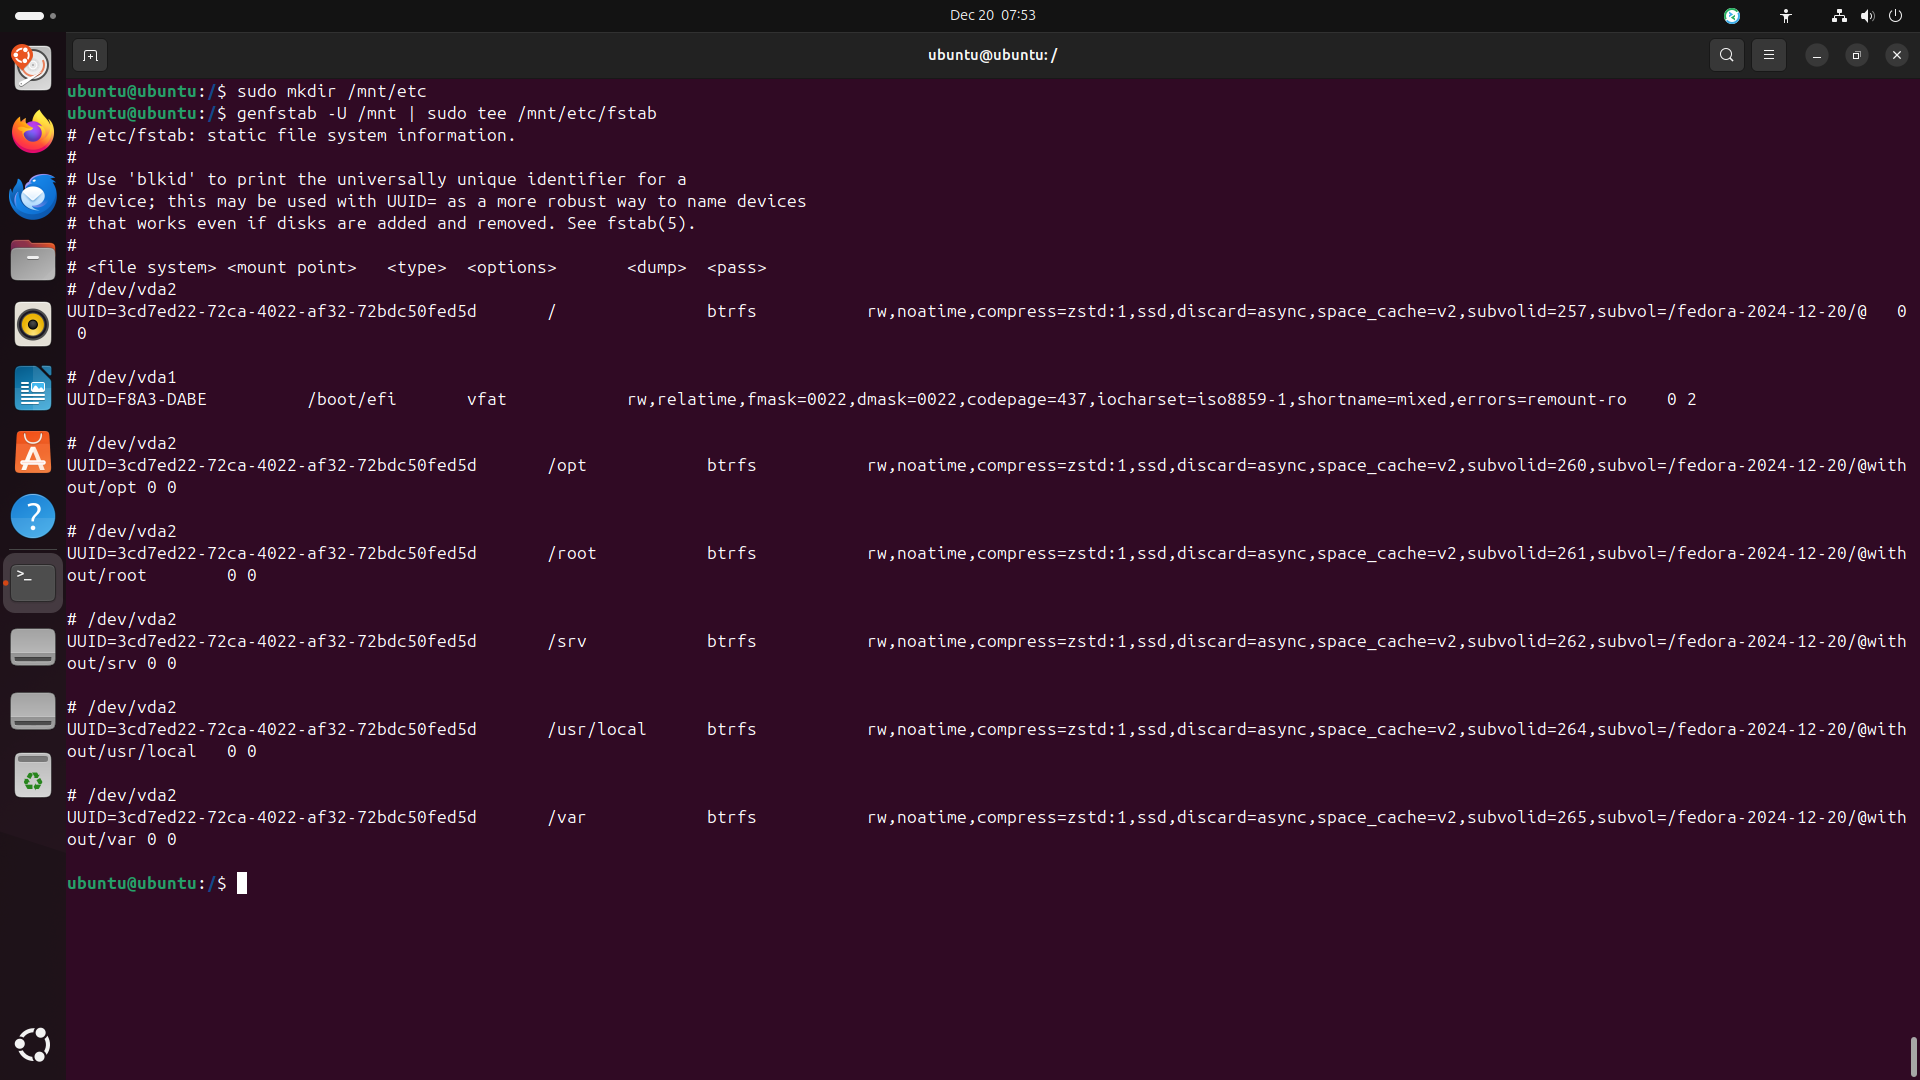 Dec 20 07:53
ubuntu@ubuntu: /
ubuntu@ubuntu:/$ sudo mkdir /mnt/etc
ubuntu@ubuntu:/$ genfstab -U /mnt | sudo tee /mnt/etc/fstab
# /etc/fstab: static file system information.
#
# Use 'blkid' to print the universally unique identifier for a
# device; this may be used with UUID= as a more robust way to name devices
# that works even if disks are added and removed. See fstab(5).
#
# <file system> <mount point>   <type>  <options>       <dump>  <pass>
# /dev/vda2
UUID=3cd7ed22-72ca-4022-af32-72bdc50fed5d       /               btrfs           rw,noatime,compress=zstd:1,ssd,discard=async,space_cache=v2,subvolid=257,subvol=/fedora-2024-12-20/@   0
 0
# /dev/vda1
UUID=F8A3-DABE          /boot/efi       vfat            rw,relatime,fmask=0022,dmask=0022,codepage=437,iocharset=iso8859-1,shortname=mixed,errors=remount-ro    0 2
# /dev/vda2
UUID=3cd7ed22-72ca-4022-af32-72bdc50fed5d       /opt            btrfs           rw,noatime,compress=zstd:1,ssd,discard=async,space_cache=v2,subvolid=260,subvol=/fedora-2024-12-20/@with
out/opt 0 0
# /dev/vda2
UUID=3cd7ed22-72ca-4022-af32-72bdc50fed5d       /root           btrfs           rw,noatime,compress=zstd:1,ssd,discard=async,space_cache=v2,subvolid=261,subvol=/fedora-2024-12-20/@with
out/root        0 0
# /dev/vda2
UUID=3cd7ed22-72ca-4022-af32-72bdc50fed5d       /srv            btrfs           rw,noatime,compress=zstd:1,ssd,discard=async,space_cache=v2,subvolid=262,subvol=/fedora-2024-12-20/@with
out/srv 0 0
# /dev/vda2
UUID=3cd7ed22-72ca-4022-af32-72bdc50fed5d       /usr/local      btrfs           rw,noatime,compress=zstd:1,ssd,discard=async,space_cache=v2,subvolid=264,subvol=/fedora-2024-12-20/@with
out/usr/local   0 0
# /dev/vda2
UUID=3cd7ed22-72ca-4022-af32-72bdc50fed5d       /var            btrfs           rw,noatime,compress=zstd:1,ssd,discard=async,space_cache=v2,subvolid=265,subvol=/fedora-2024-12-20/@with
out/var 0 0
ubuntu@ubuntu:/$